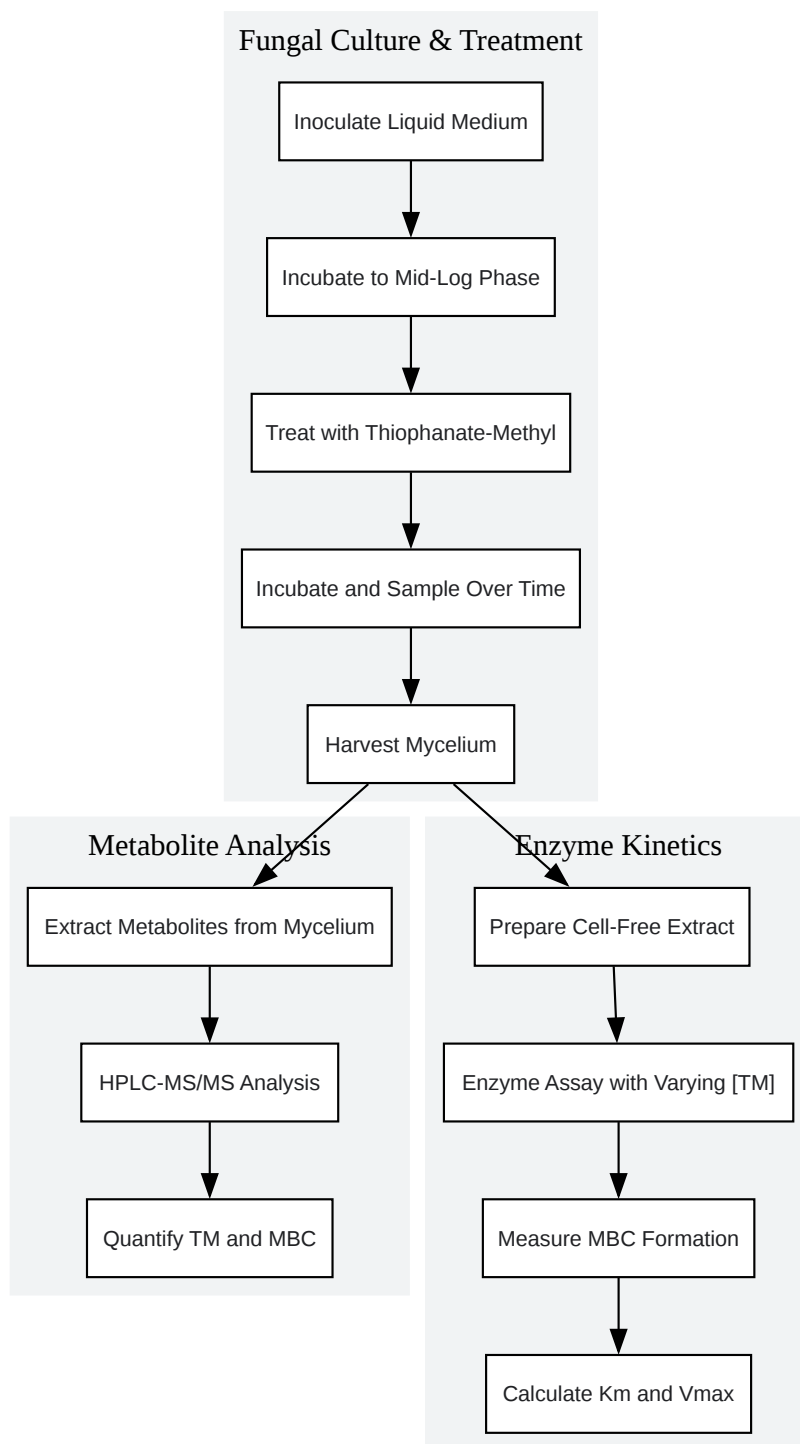 Fungal Culture & Treatment
Inoculate Liquid Medium
Incubate to Mid-Log Phase
Treat with Thiophanate-Methyl
Incubate and Sample Over Time
Harvest Mycelium
Metabolite Analysis
Extract Metabolites from Mycelium
HPLC-MS/MS Analysis
Quantify TM and MBC
Enzyme Kinetics
Prepare Cell-Free Extract
Enzyme Assay with Varying [TM]
Measure MBC Formation
Calculate Km and Vmax